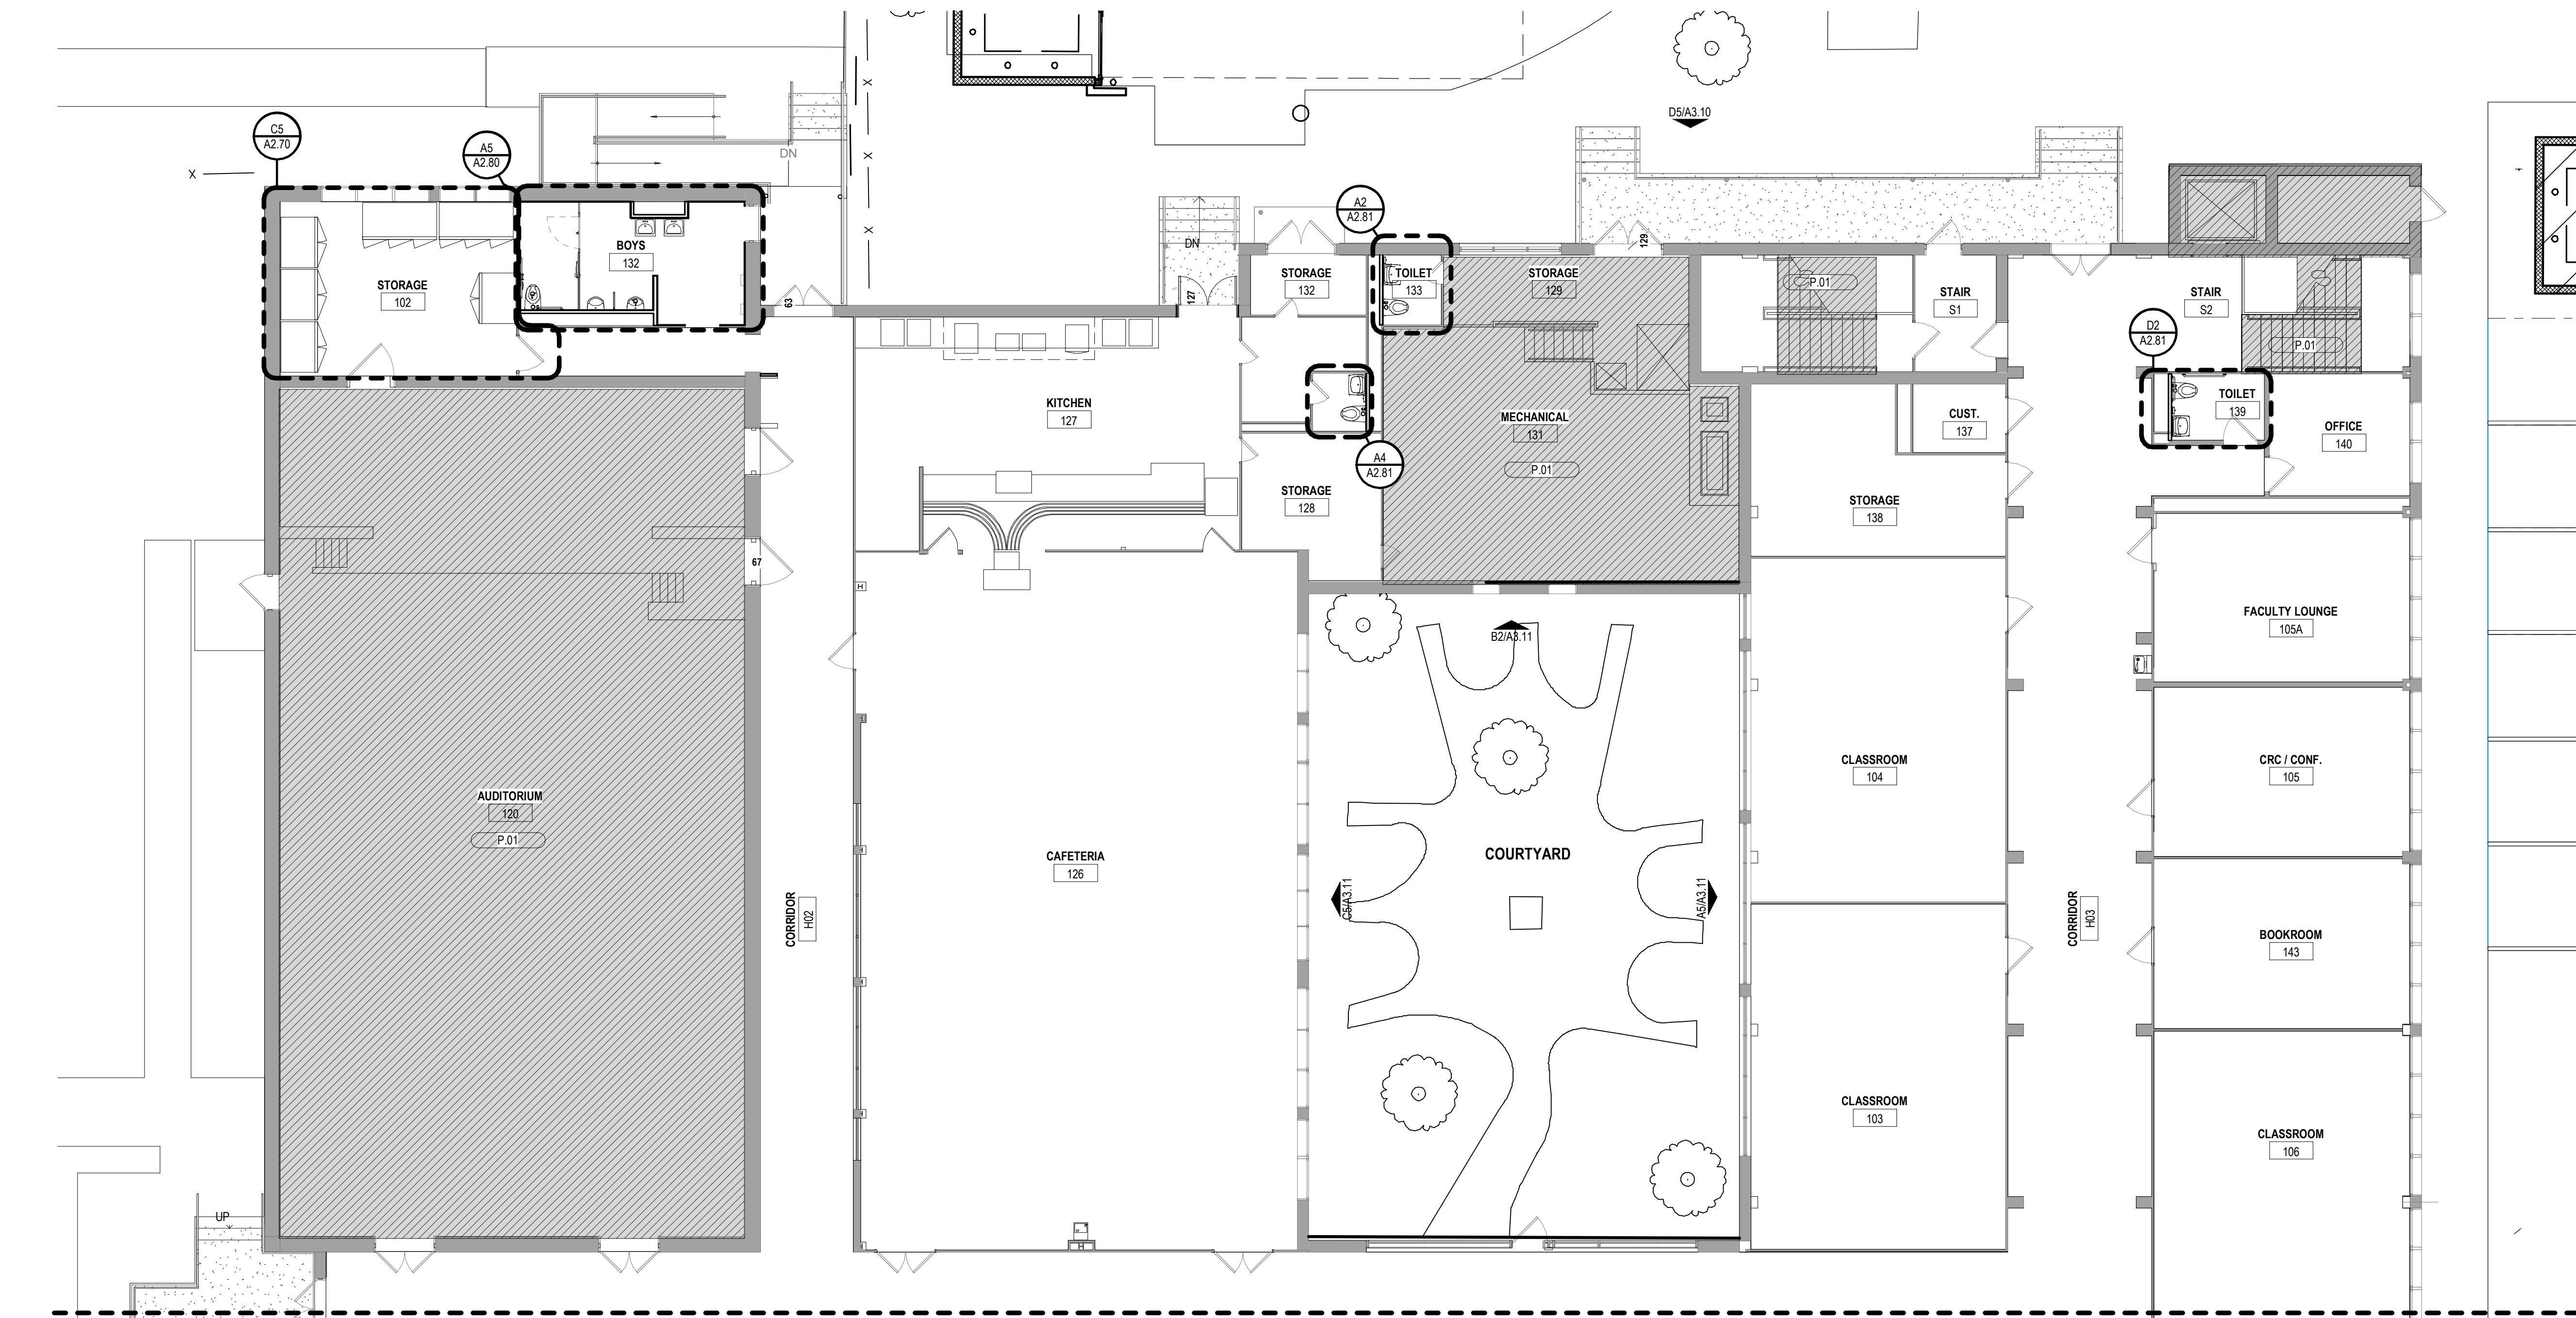 D5/A3.10
C5
A2.70
A5
A2.80
DN
X
X
X
X
A2
A2.81
DN
129
BOYS
132
STORAGE
102
STORAGE
132
TOILET
133
STORAGE
129
P.01
STAIR
S1
STAIR
S2
63
127
D2
A2.81
P.01
KITCHEN
127
MECHANICAL
131
P.01
CUST.
137
TOILET
139
OFFICE
140
A4
A2.81
STORAGE
128
STORAGE
138
67
H
FACULTY LOUNGE
105A
B2/A3.11
CLASSROOM
104
CRC / CONF.
105
AUDITORIUM
120
P.01
CAFETERIA
126
COURTYARD
C5/A3.11
A5/A3.11
CORRIDOR
H02
CORRIDOR
H03
BOOKROOM
143
CLASSROOM
103
CLASSROOM
106
UP
H